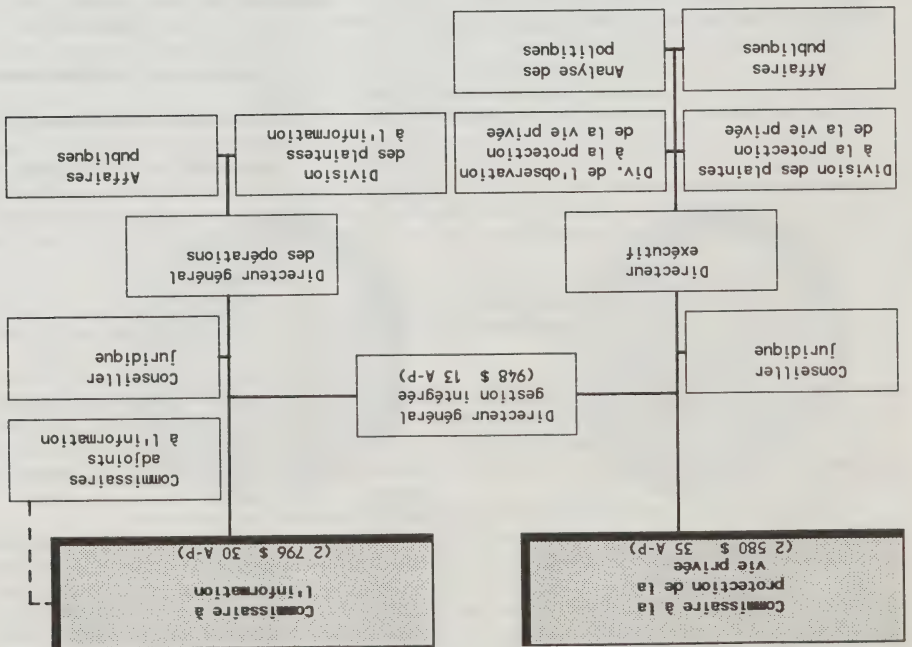 Commissaire à
l'information
(2 796 $ 30 A-P)
Commissaire à la
protection de la
vie privée
(2 580 $ 35 A-P)
Commissaires
adjoints
à l'information
Conseiller
juridique
Directeur général
gestion intégrée
(948 $ 13 A-P)
Conseiller
juridique
Directeur général
des opérations
Directeur
exécutif
Affaires
publiques
Division
des plaintess
à l'information
Div. de l'observation
à la protection
de la vie privée
Division des plaintes
à la protection
de la vie privée
Analyse des
politiques
Affaires
publiques